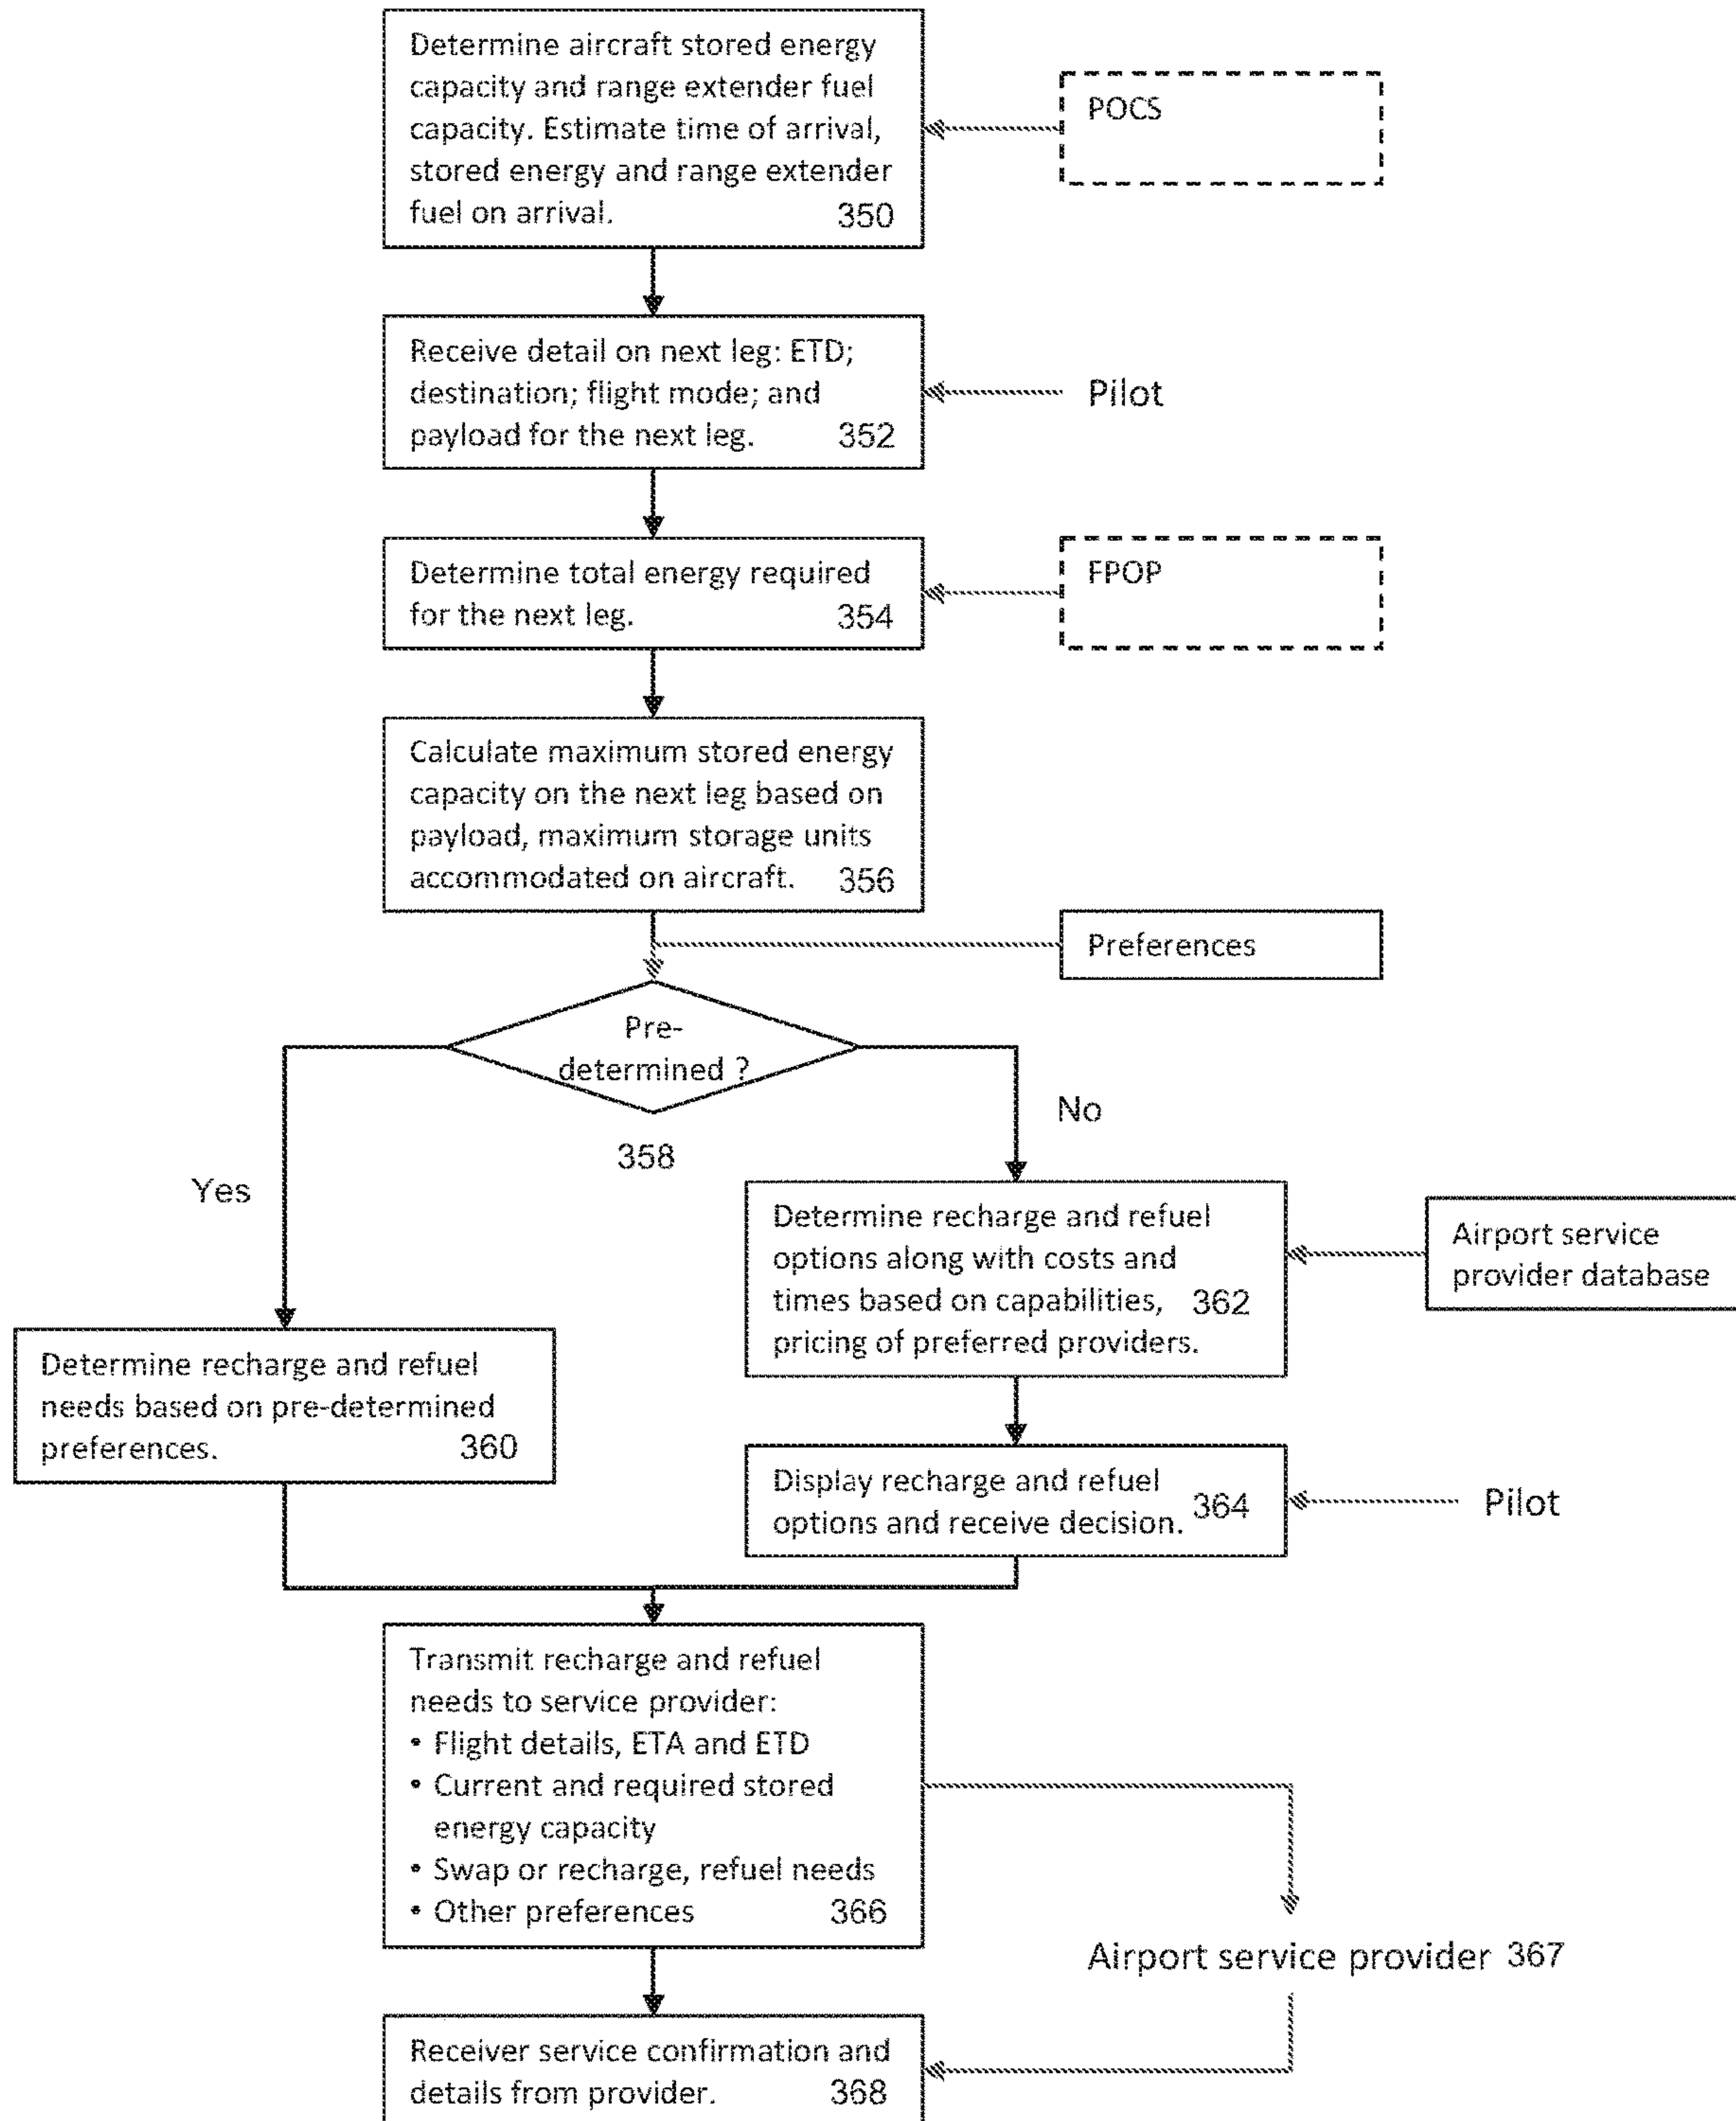 Determine aircraft stored energy
capacity and range extender fuel
capacity. Estimate time of arrival,
stored energy and range extender
fuel on arrival. 350
POCS
Receive detail on next leg: ETD;
destination; flight mode; and
payload for the next leg. 352
Pilot
Determine total energy required
for the next leg. 354
FPOP
Calculate maximum stored energy
capacity on the next leg based on
payload, maximum storage units
accommodated on aircraft. 356
Preferences
Pre-
determined ?
358
Yes
No
Determine recharge and refuel
needs based on pre-determined
preferences. 360
Determine recharge and refuel
options along with costs and
times based on capabilities, 362
pricing of preferred providers.
Airport service
provider database
Display recharge and refuel
options and receive decision. 364
Pilot
Transmit recharge and refuel
needs to service provider:
• Flight details, ETA and ETD
• Current and required stored
energy capacity
• Swap or recharge, refuel needs
• Other preferences 366
Airport service provider 367
Receiver service confirmation and
details from provider. 368